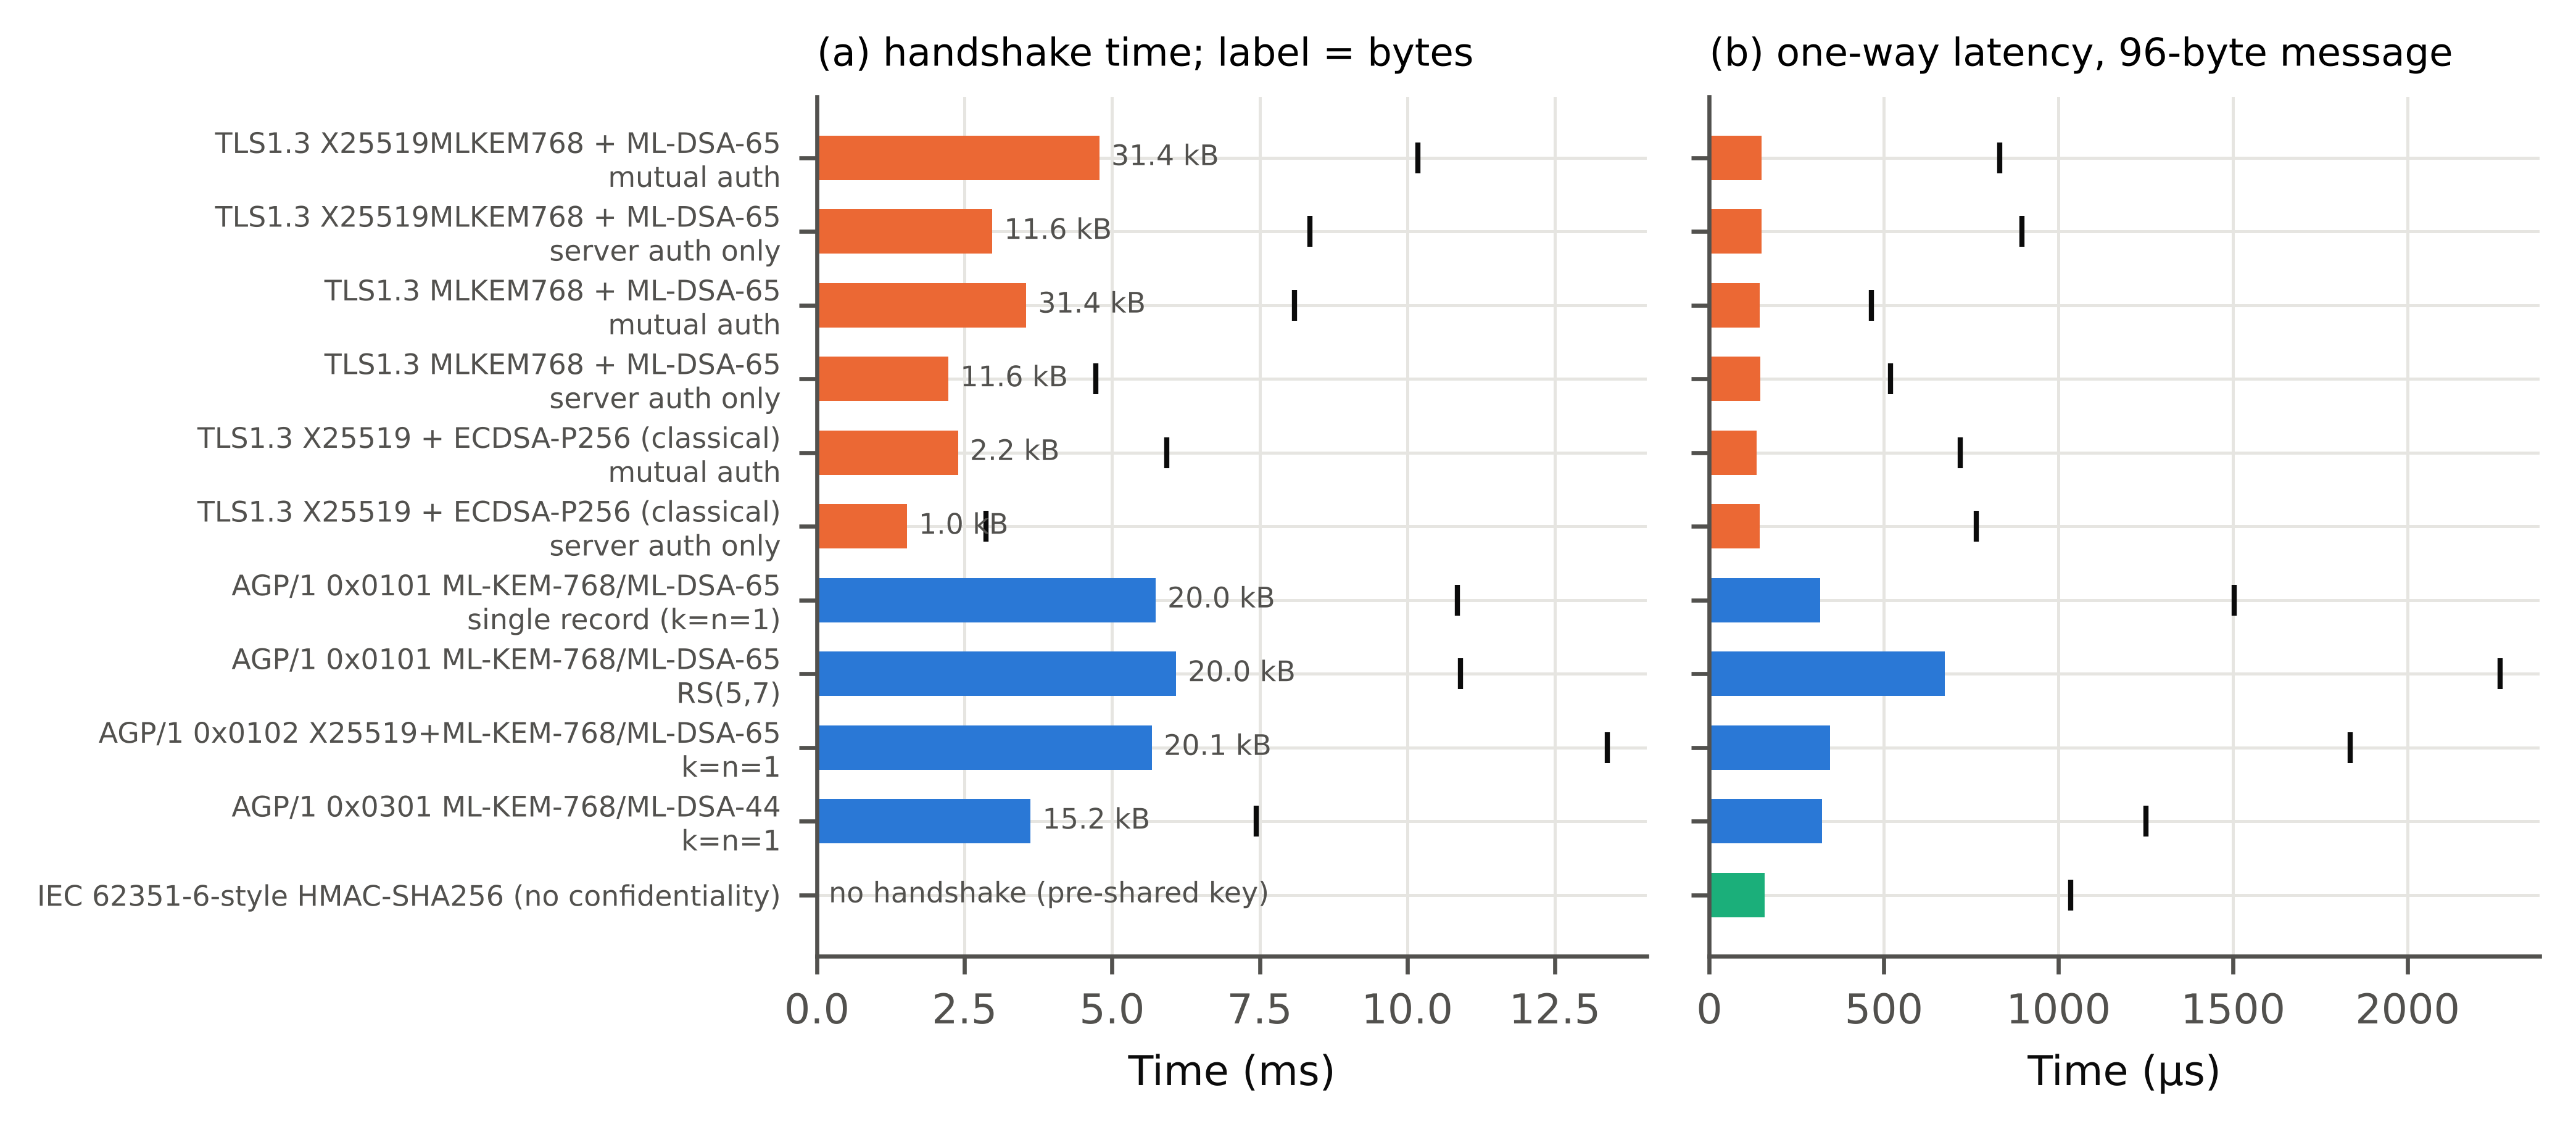 (a) handshake time; label = bytes
(b) one-way latency, 96-byte message
TLS1.3 X25519MLKEM768 + ML-DSA-65
mutual auth
31.4 kB
TLS1.3 X25519MLKEM768 + ML-DSA-65
server auth only
11.6 kB
TLS1.3 MLKEM768 + ML-DSA-65
mutual auth
31.4 kB
TLS1.3 MLKEM768 + ML-DSA-65
server auth only
11.6 kB
TLS1.3 X25519 + ECDSA-P256 (classical)
mutual auth
2.2 kB
TLS1.3 X25519 + ECDSA-P256 (classical)
server auth only
1.0 kB
AGP/1 0x0101 ML-KEM-768/ML-DSA-65
single record (k=n=1)
20.0 kB
AGP/1 0x0101 ML-KEM-768/ML-DSA-65
RS(5,7)
20.0 kB
AGP/1 0x0102 X25519+ML-KEM-768/ML-DSA-65
k=n=1
20.1 kB
AGP/1 0x0301 ML-KEM-768/ML-DSA-44
k=n=1
15.2 kB
IEC 62351-6-style HMAC-SHA256 (no confidentiality)
no handshake (pre-shared key)
0.0 2.5 5.0 7.5 10.0 12.5
Time (ms)
0 500 1000 1500 2000
Time (µs)